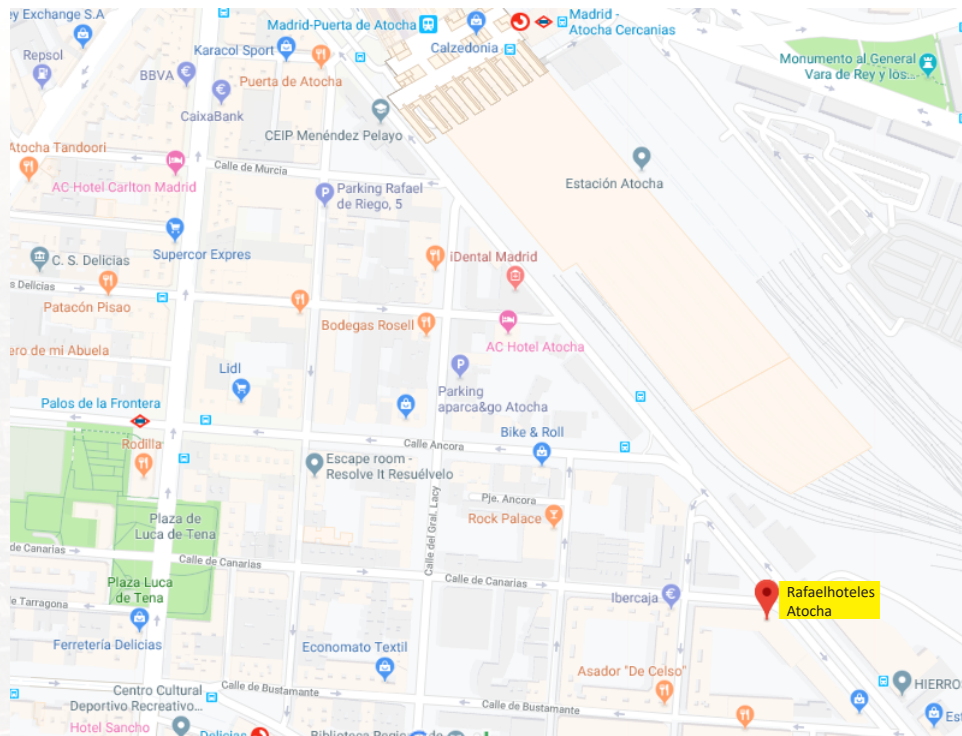 ey Exchange S.A
Madrid-Puerta de Atocha
Madrid -
Atocha Cercanias
Repsol
Karacol Sport
Calzedonia
BBVA
Puerta de Atocha
Monumento al General
Vara de Rey y los...
CaixaBank
CEIP Menéndez Pelayo
Atocha Tandoori
Calle de Murcia
AC Hotel Carlton Madrid
Parking Rafael
de Riego, 5
Estación Atocha
Supercor Expres
C. S. Delicias
iDental Madrid
s Delicias
Patacón Pisao
Bodegas Rosell
AC Hotel Atocha
ero de mi Abuela
Lidl
Parking
aparca&go Atocha
Palos de la Frontera
Bike & Roll
Rodilla
Calle Ancora
Escape room -
Resolve It Resuélvelo
Calle del Gral. Lacy
Pje. Ancora
Rock Palace
Plaza de
Luca de Tena
e de Canarias
Calle de Canarias
Calle de Canarias
Plaza Luca
de Tena
Ibercaja
Rafaelhoteles
Atocha
e de Tarragona
Ferretería Delicias
Economato Textil
Asador "De Celso"
HIERROS
Centro Cultural
Deportivo Recreativo...
Calle de Bustamante
Calle de Bustamante
Hotel Sancho
Delicias
Est